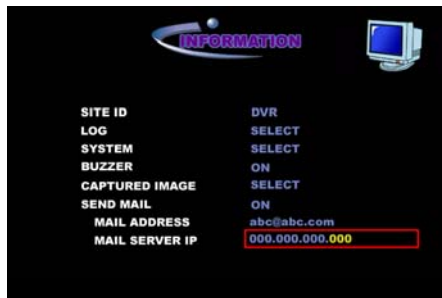 INFORMATION
SITE ID DVR
LOG SELECT
SYSTEM SELECT
BUZZER ON
CAPTURED IMAGE SELECT
SEND MAIL ON
MAIL ADDRESS abc@abc.com
MAIL SERVER IP 000.000.000.000